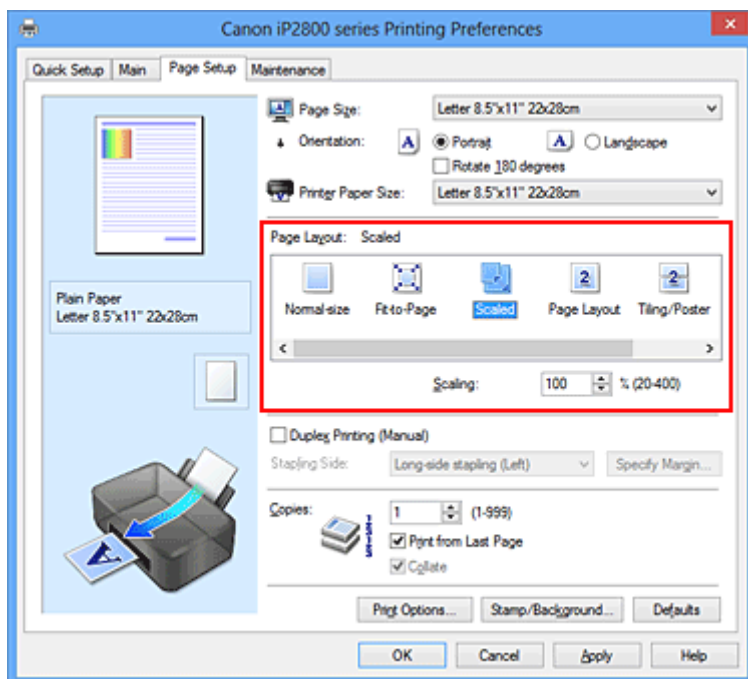 Canon iP2800 series Printing Preferences
Quick Setup Main Page Setup Maintenance
Page Size: Letter 8.5"x11" 22x28cm
Orientation: A Portrait A Landscape
Rotate 180 degrees
Printer Paper Size: Letter 8.5"x11" 22x28cm
Page Layout: Scaled
Normal-size Fit-to-Page Scaled Page Layout Tiling/Poster
Scaling: 100 % (20-400)
Plain Paper
Letter 8.5"x11" 22x28cm
Duplex Printing (Manual)
Stapling Side: Long-side stapling (Left) Specify Margin...
Copies: 1 (1-999)
Print from Last Page
Collate
Print Options... Stamp/Background... Defaults
OK Cancel Apply Help